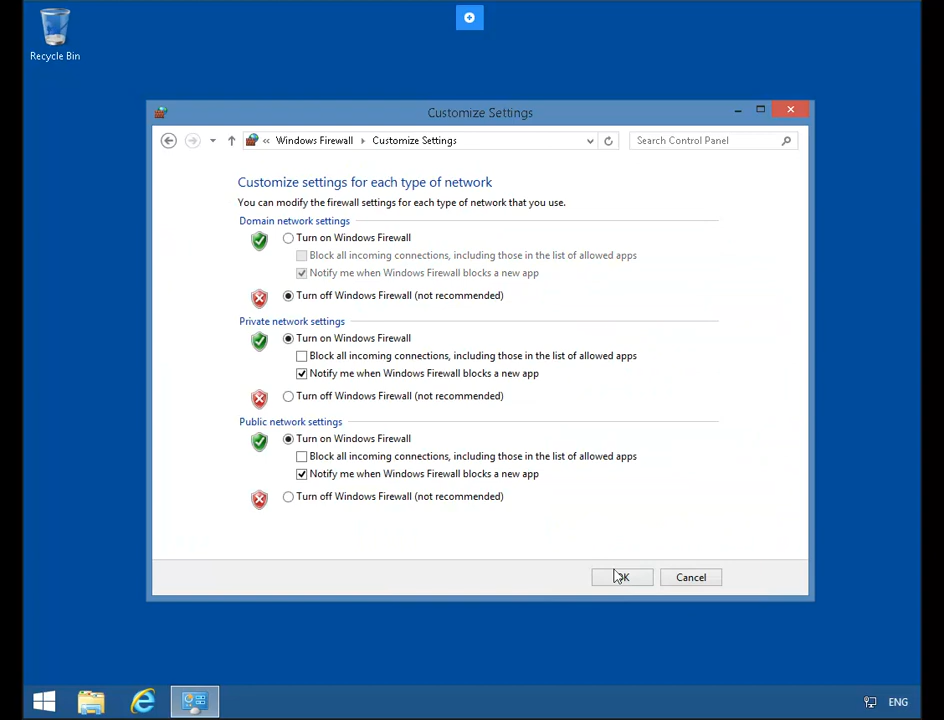 Recycle Bin
Customize Settings
« Windows Firewall Customize Settings
Search Control Panel
Customize settings for each type of network
You can modify the firewall settings for each type of network that you use.
Domain network settings
Turn on Windows Firewall
Block all incoming connections, including those in the list of allowed apps
Notify me when Windows Firewall blocks a new app
Turn off Windows Firewall (not recommended)
Private network settings
Turn on Windows Firewall
Block all incoming connections, including those in the list of allowed apps
Notify me when Windows Firewall blocks a new app
Turn off Windows Firewall (not recommended)
Public network settings
Turn on Windows Firewall
Block all incoming connections, including those in the list of allowed apps
Notify me when Windows Firewall blocks a new app
Turn off Windows Firewall (not recommended)
OK Cancel
ENG